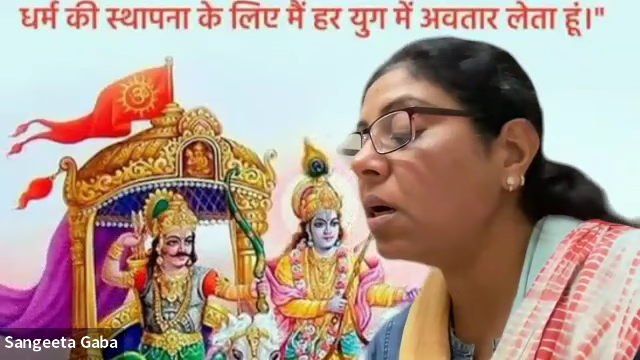 धर्म की स्थापना के लिए मैं हर युग में अवतार लेता हूं।"
Sangeeta Gaba